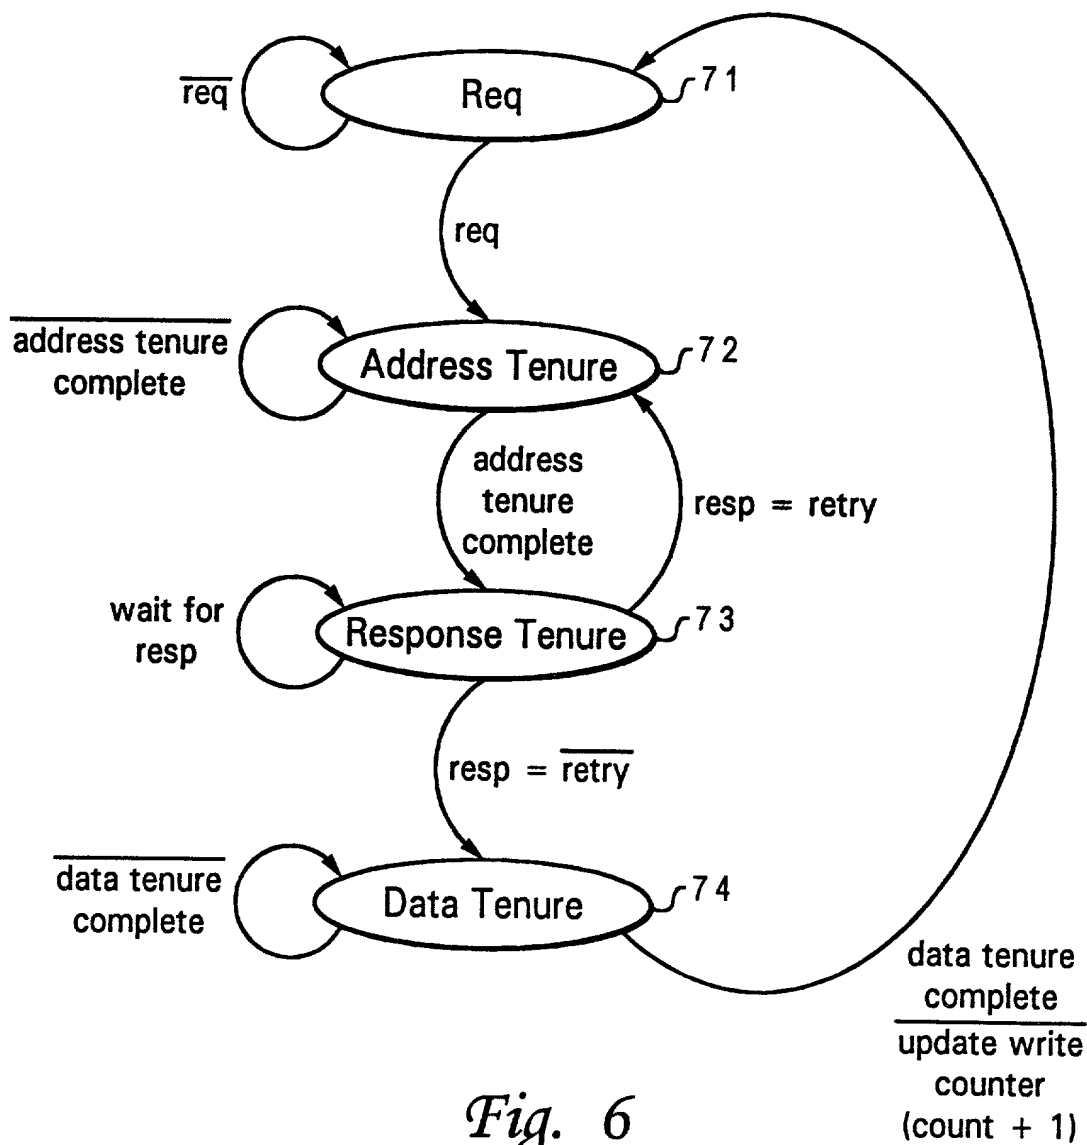 req
Req
71
req
address tenure
complete
Address Tenure
72
address
tenure
complete
resp = retry
wait for
resp
Response Tenure
73
resp = retry
data tenure
complete
Data Tenure
74
data tenure
complete
update write
counter
(count + 1)
Fig. 6